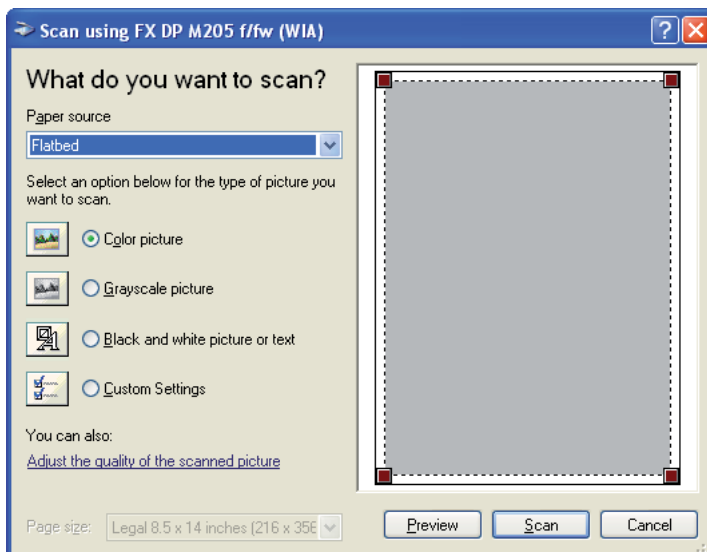 Scan using FX DP M205 f/fw (WIA)
What do you want to scan?
Paper source
Flatbed
Select an option below for the type of picture you
want to scan.
Color picture
Grayscale picture
Black and white picture or text
Custom Settings
You can also:
Adjust the quality of the scanned picture
Page size: Legal 8.5 x 14 inches (216 x 356
Preview Scan Cancel